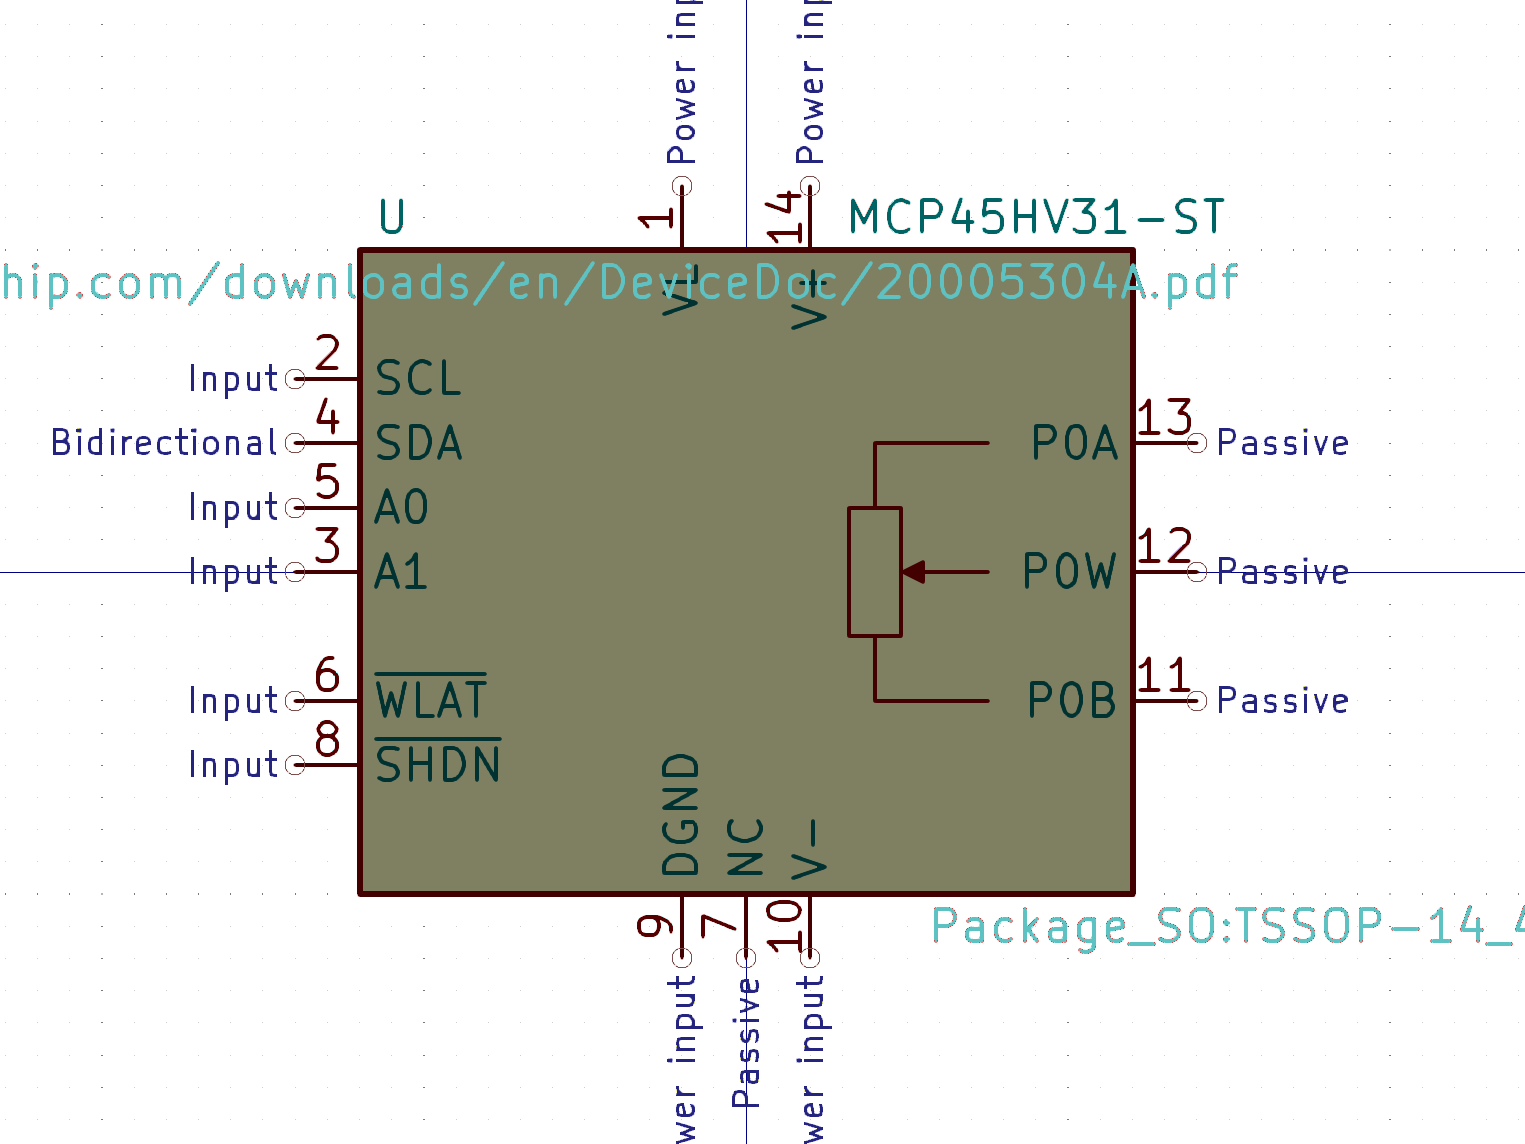 Power inp
Power inp
1
14
U
MCP45HV31-ST
hip.com/downloads/en/DeviceDoc/20005304A.pdf
VL
V+
Input 2 SCL
Bidirectional 4 SDA
Input 5 A0
Input 3 A1
Input 6 WLAT
Input 8 SHDN
P0A 13 Passive
P0W 12 Passive
P0B 11 Passive
DGND
NC
V-
9
7
10
Package_SO:TSSOP-14_4
wer input
Passive
wer input